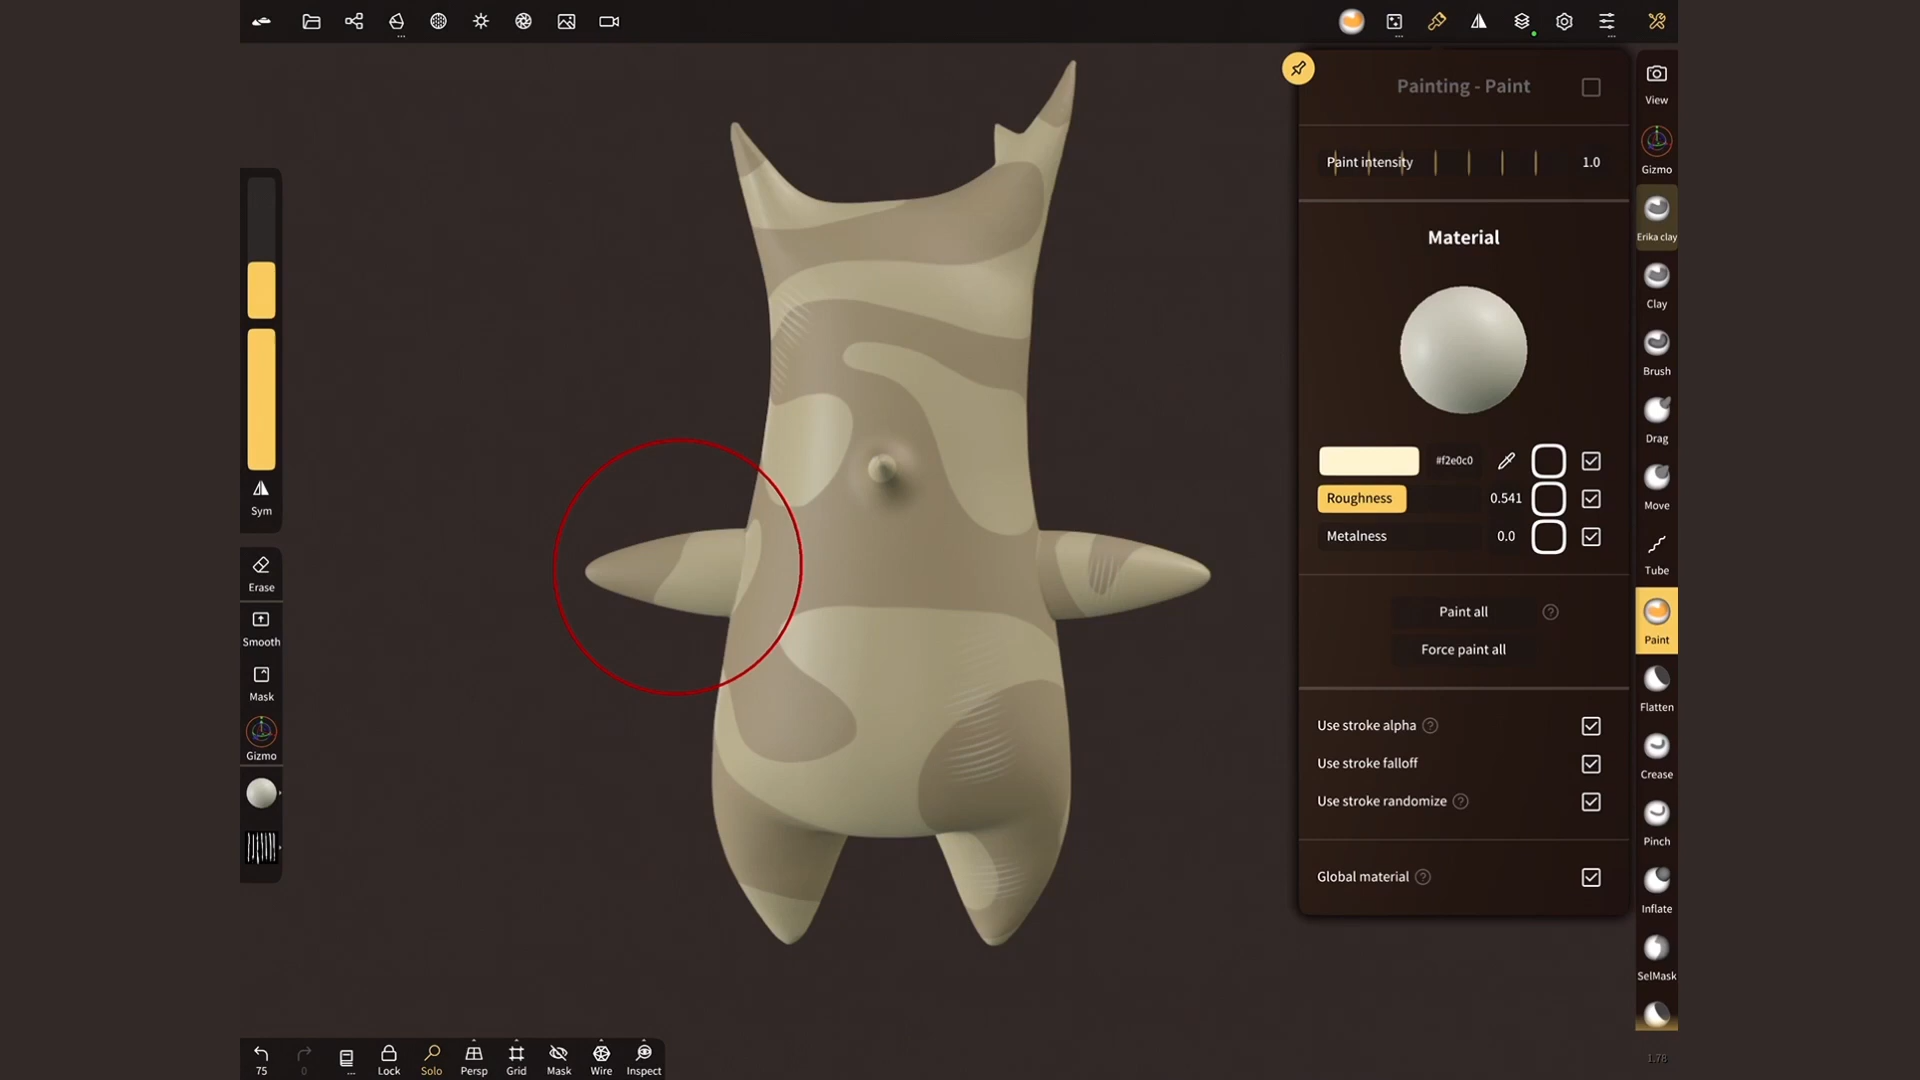 Painting - Paint
Paint intensity 1.0
Material
#f2e0c0
Roughness 0.541
Metalness 0.0
Paint all
Force paint all
Use stroke alpha ?
Use stroke falloff
Use stroke randomize ?
Global material ?
View
Gizmo
Erika clay
Clay
Brush
Drag
Move
Tube
Paint
Flatten
Crease
Pinch
Inflate
SelMask
1.78
Sym
Erase
Smooth
Mask
Gizmo
75
0
Lock
Solo
Persp
Grid
Mask
Wire
Inspect